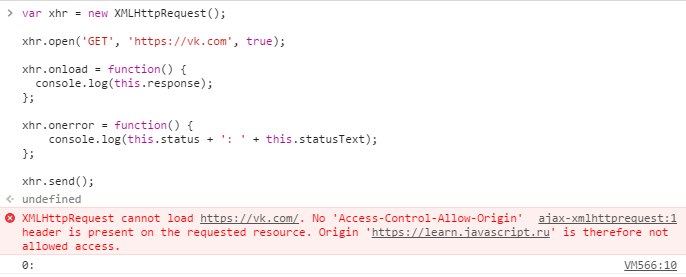 > var xhr = new XMLHttpRequest();
xhr.open('GET', 'https://vk.com', true);
xhr.onload = function() {
console.log(this.response);
};
xhr.onerror = function() {
console.log(this.status + ': ' + this.statusText);
};
xhr.send();
undefined
XMLHttpRequest cannot load https://vk.com/. No 'Access-Control-Allow-Origin' ajax-xmlhttprequest:1
header is present on the requested resource. Origin 'https://learn.javascript.ru' is therefore not
allowed access.
0: VM566:10